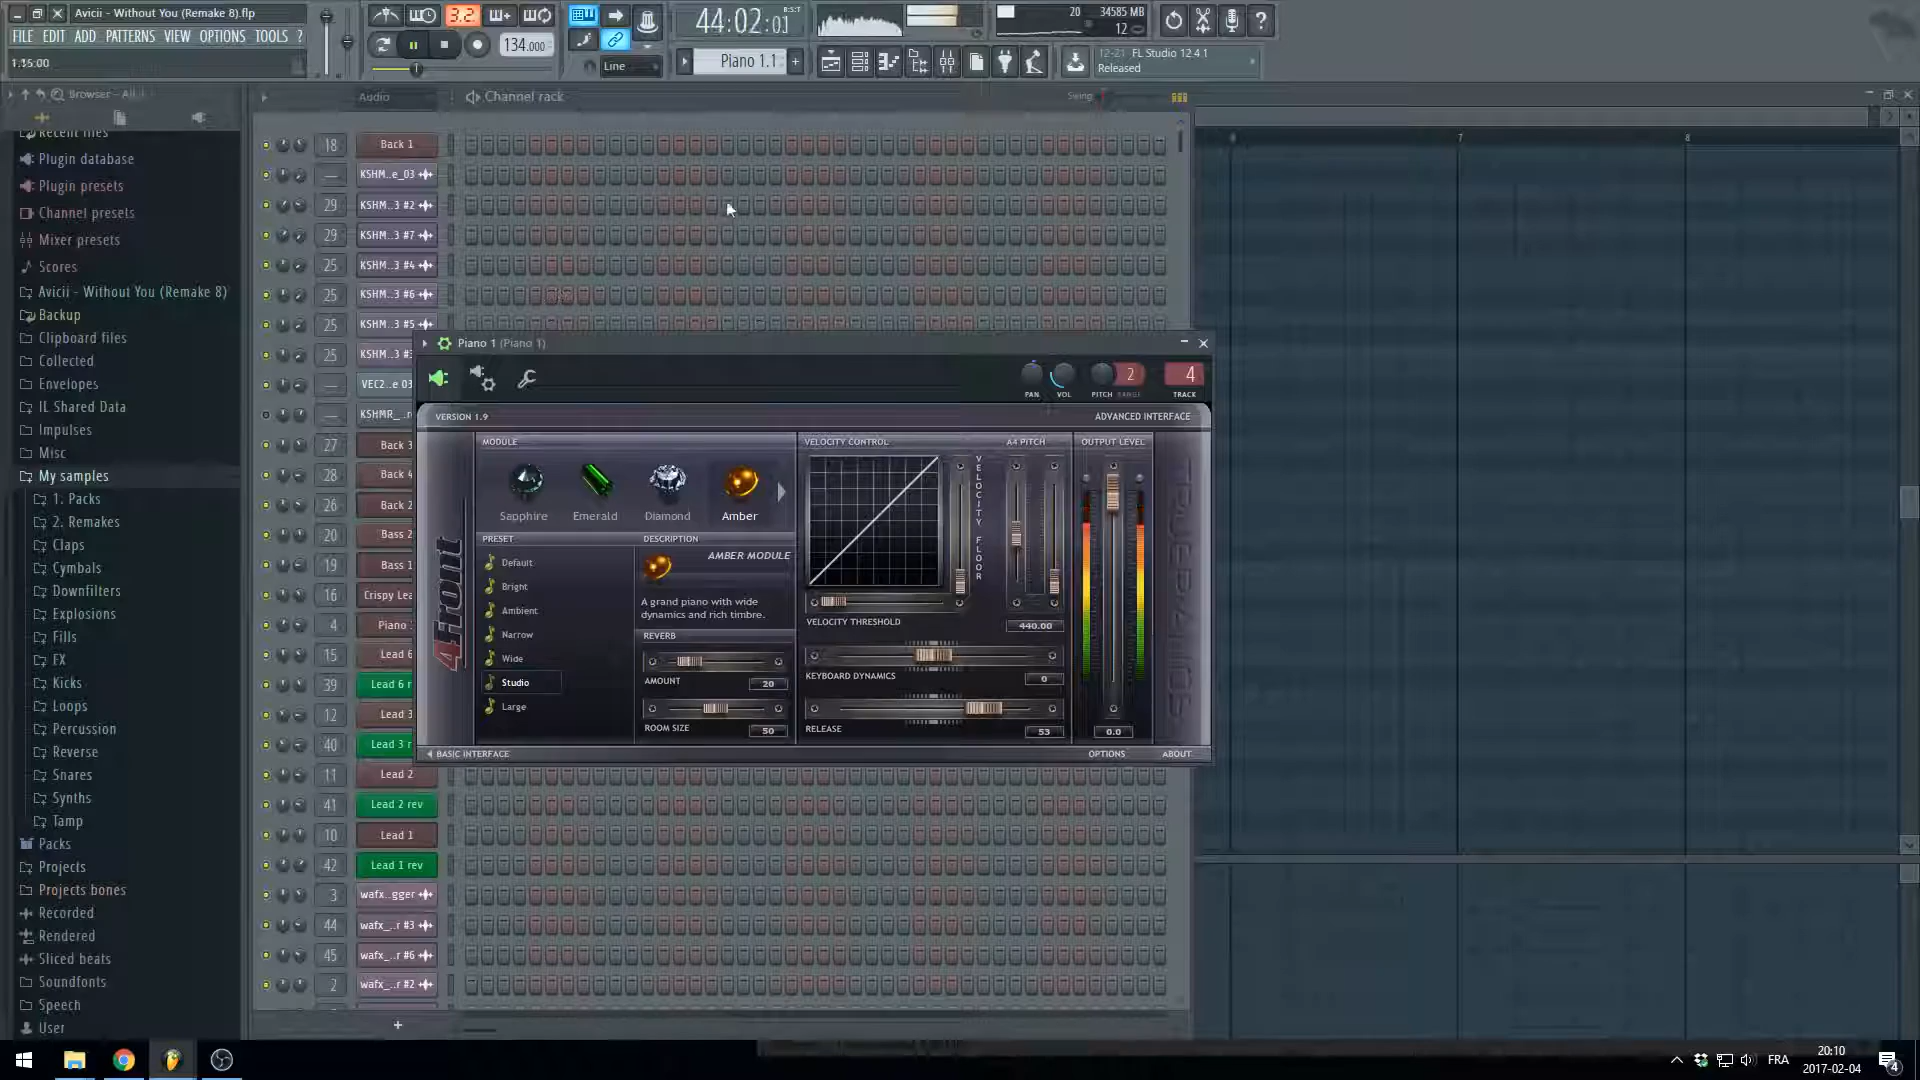 Avicii - Without You (Remake 8).flp
FILE EDIT ADD PATTERNS VIEW OPTIONS TOOLS ?
1:15:00
3.2
134.000
Line
44:02:01
B:S:T
Piano 1.1
+
20
34585 MB
12
12-21 FL Studio 12.4.1
Released
Browser - All
Recent files
Plugin database
Plugin presets
Channel presets
Mixer presets
Scores
Avicii - Without You (Remake 8)
Backup
Clipboard files
Collected
Envelopes
IL Shared Data
Impulses
Misc
My samples
1. Packs
2. Remakes
Claps
Cymbals
Downfilters
Explosions
Fills
FX
Kicks
Loops
Percussion
Reverse
Snares
Synths
Tamp
Packs
Projects
Projects bones
Recorded
Rendered
Sliced beats
Soundfonts
Speech
User
Audio
Channel rack
Swing
18 Back 1
--- KSHM..e_03
29 KSHM..3 #2
29 KSHM..3 #7
25 KSHM..3 #4
25 KSHM..3 #6
25 KSHM..3 #5
25 KSHM..3 #3
--- VEC2..e 03
--- KSHMR_
27 Back 3
28 Back 4
26 Back 2
20 Bass 2
19 Bass 1
16 Crispy Lea
4 Piano
15 Lead 6
39 Lead 6 r
12 Lead 3
40 Lead 3 r
11 Lead 2
41 Lead 2 rev
10 Lead 1
42 Lead 1 rev
3 wafx..gger
44 wafx_..r #3
45 wafx_..r #6
2 wafx_..r #2
+
6
7
8
Piano 1 (Piano 1)
2
4
PAN VOL PITCH RANGE TRACK
VERSION 1.9
ADVANCED INTERFACE
MODULE
Sapphire
Emerald
Diamond
Amber
PRESET
Default
Bright
Ambient
Narrow
Wide
Studio
Large
DESCRIPTION
AMBER MODULE
A grand piano with wide
dynamics and rich timbre.
REVERB
AMOUNT 20
ROOM SIZE 50
VELOCITY CONTROL
VELOCITY FLOOR
VELOCITY THRESHOLD
A4 PITCH
440.00
KEYBOARD DYNAMICS 0
RELEASE 53
OUTPUT LEVEL
0.0
4Front
BASIC INTERFACE
OPTIONS
ABOUT
FRA
20:10
2017-02-04
4